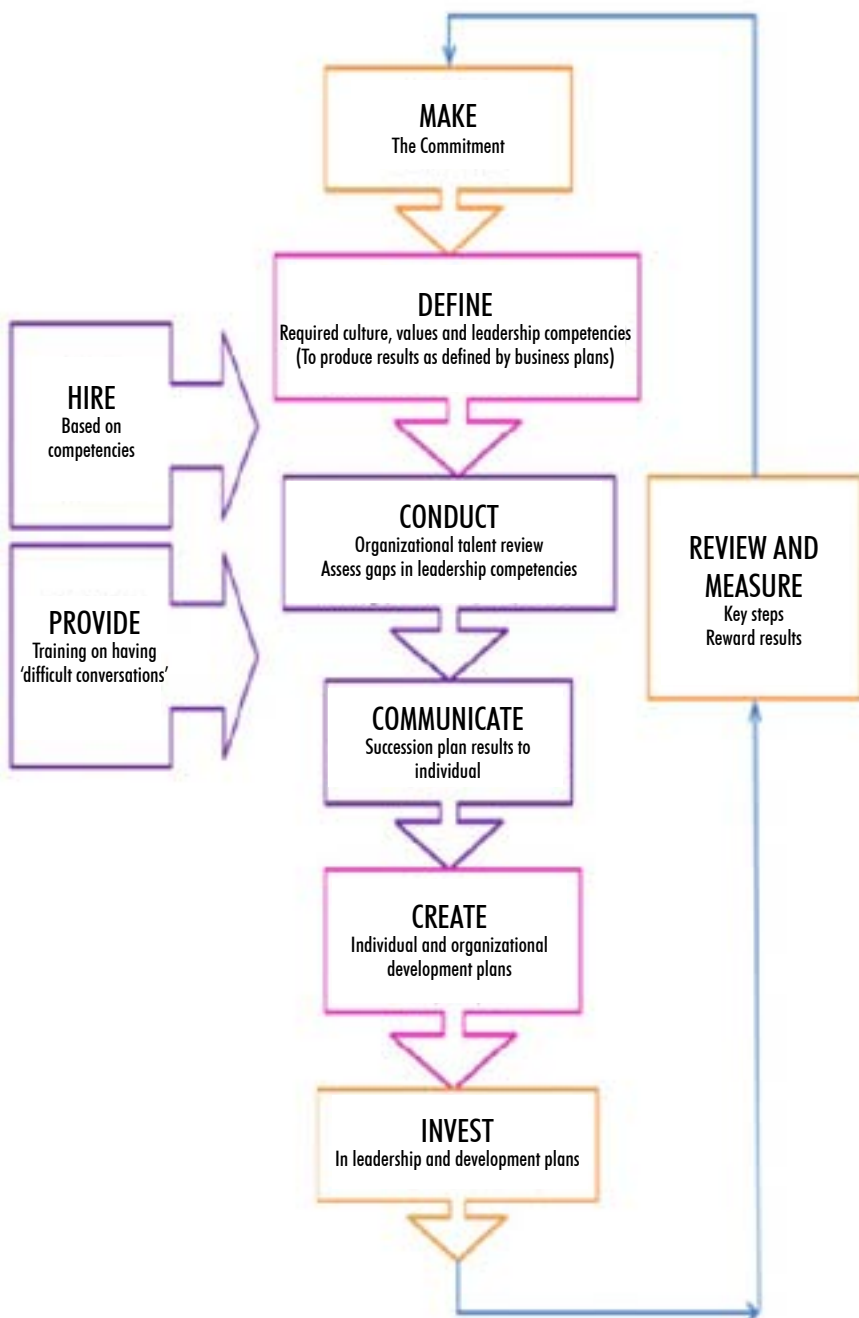 MAKE
The Commitment
DEFINE
Required culture, values and leadership competencies
(To produce results as defined by business plans)
HIRE
Based on
competencies
CONDUCT
Organizational talent review
Assess gaps in leadership competencies
PROVIDE
Training on having
‘difficult conversations’
COMMUNICATE
Succession plan results to
individual
CREATE
Individual and organizational
development plans
INVEST
In leadership and development plans
REVIEW AND
MEASURE
Key steps
Reward results